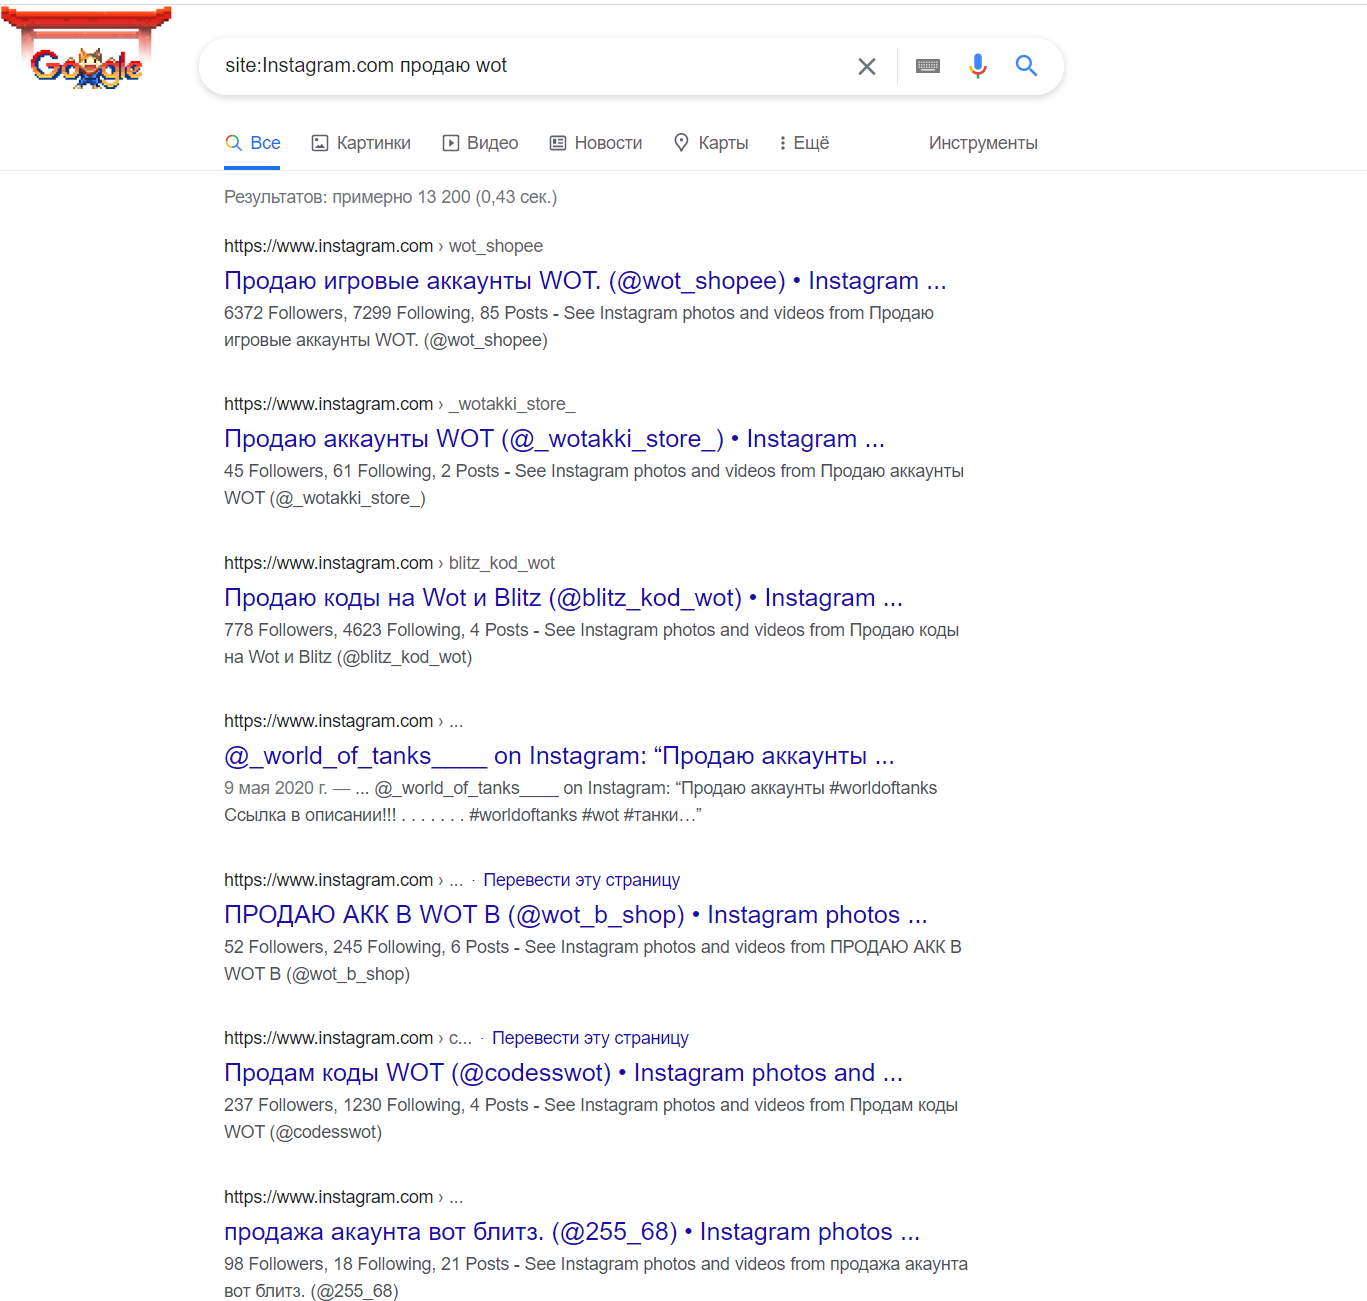 Google
site:Instagram.com продаю wot
Все Картинки Видео Новости Карты Ещё Инструменты
Результатов: примерно 13 200 (0,43 сек.)
https://www.instagram.com › wot_shopee
Продаю игровые аккаунты WOT. (@wot_shopee) • Instagram ...
6372 Followers, 7299 Following, 85 Posts - See Instagram photos and videos from Продаю
игровые аккаунты WOT. (@wot_shopee)
https://www.instagram.com › _wotakki_store_
Продаю аккаунты WOT (@_wotakki_store_) • Instagram ...
45 Followers, 61 Following, 2 Posts - See Instagram photos and videos from Продаю аккаунты
WOT (@_wotakki_store_)
https://www.instagram.com › blitz_kod_wot
Продаю коды на Wot и Blitz (@blitz_kod_wot) • Instagram ...
778 Followers, 4623 Following, 4 Posts - See Instagram photos and videos from Продаю коды
на Wot и Blitz (@blitz_kod_wot)
https://www.instagram.com › ...
@_world_of_tanks____ on Instagram: “Продаю аккаунты ...
9 мая 2020 г. — ... @_world_of_tanks____ on Instagram: “Продаю аккаунты #worldoftanks
Ссылка в описании!!! . . . . . . . #worldoftanks #wot #танки…”
https://www.instagram.com › ... · Перевести эту страницу
ПРОДАЮ АКК В WOT B (@wot_b_shop) • Instagram photos ...
52 Followers, 245 Following, 6 Posts - See Instagram photos and videos from ПРОДАЮ АКК В
WOT B (@wot_b_shop)
https://www.instagram.com › c... · Перевести эту страницу
Продам коды WOT (@codesswot) • Instagram photos and ...
237 Followers, 1230 Following, 4 Posts - See Instagram photos and videos from Продам коды
WOT (@codesswot)
https://www.instagram.com › ...
продажа акаунта вот блитз. (@255_68) • Instagram photos ...
98 Followers, 18 Following, 21 Posts - See Instagram photos and videos from продажа акаунта
вот блитз. (@255_68)